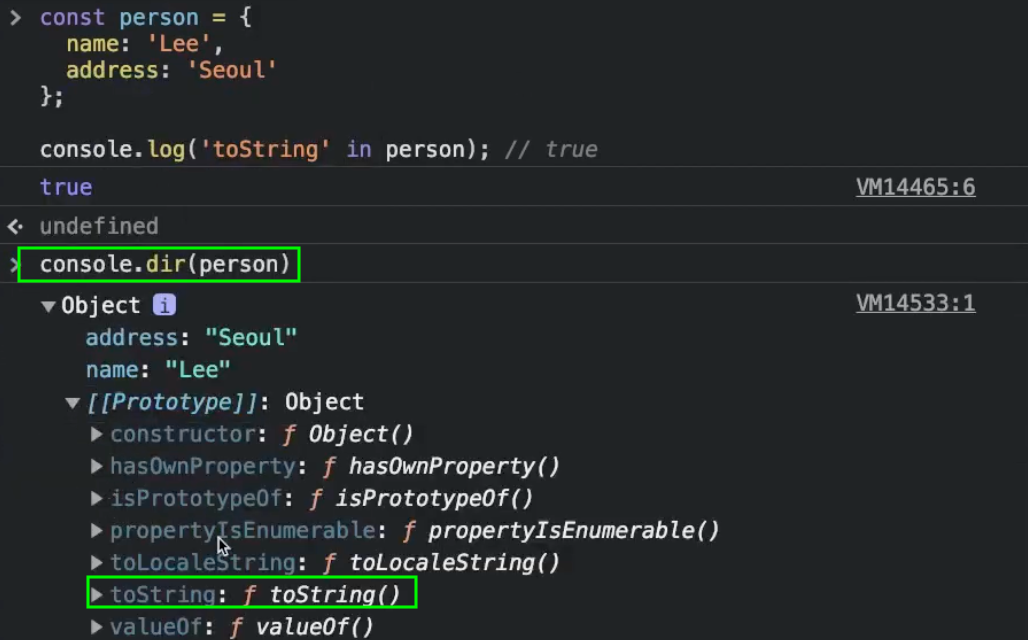 const person = {
name: 'Lee',
address: 'Seoul'
};
console.log('toString' in person); // true
true VM14465:6
undefined
console.dir(person)
Object i VM14533:1
address: "Seoul"
name: "Lee"
[[Prototype]]: Object
constructor: ƒ Object()
hasOwnProperty: ƒ hasOwnProperty()
isPrototypeOf: ƒ isPrototypeOf()
propertyIsEnumerable: ƒ propertyIsEnumerable()
toLocaleString: ƒ toLocaleString()
toString: ƒ toString()
valueOf: ƒ valueOf()